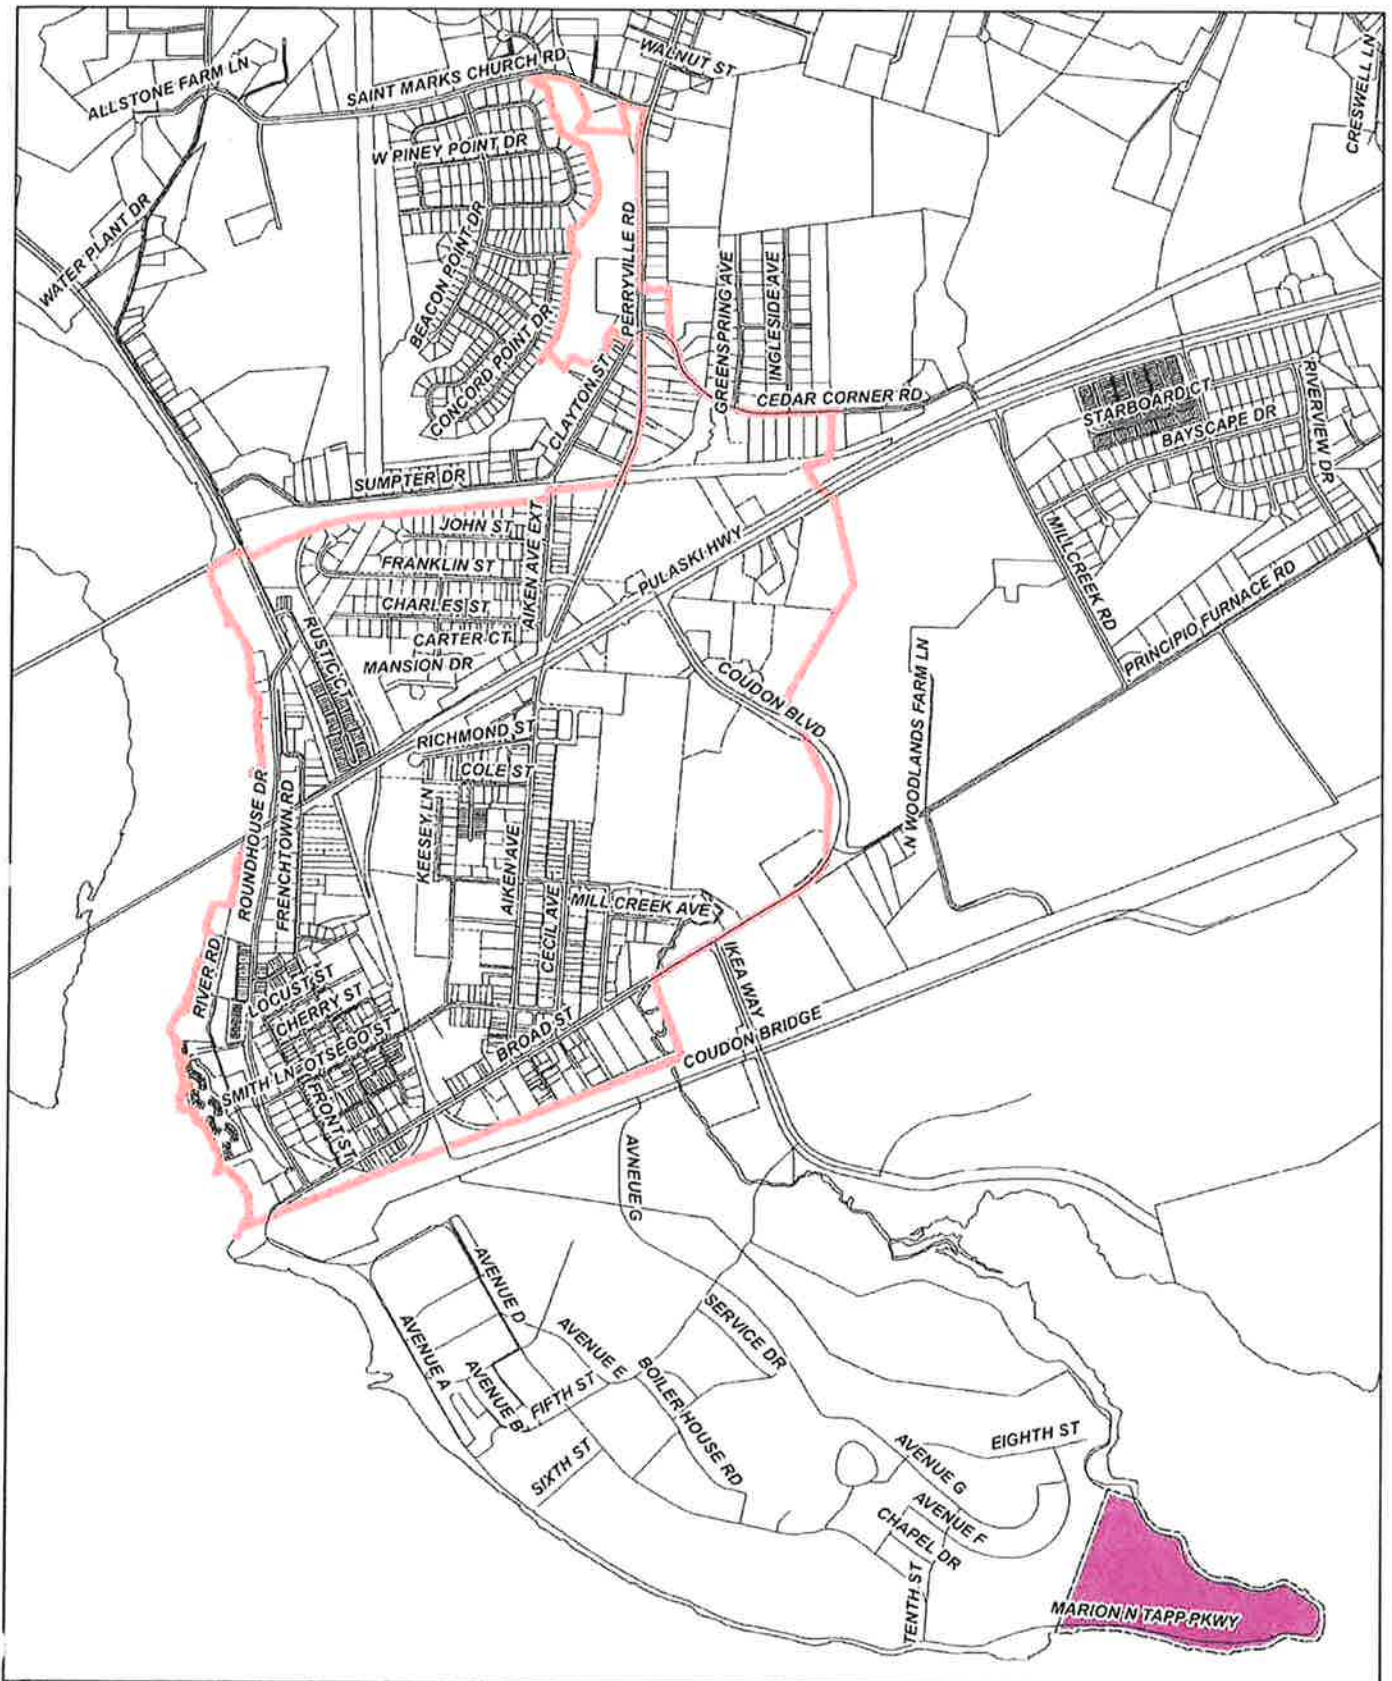 WALNUT ST
ALLSTONE FARM LN
SAINT MARKS CHURCH RD
CRESWELL LN
W PINEY POINT DR
WATER PLANT DR
BEACON POINT DR
PERRYVILLE RD
GREENSPRING AVE
INGLESIDE AVE
CONCORD POINT DR
CLAYTON ST
CEDAR CORNER RD
STARBOARD CT
RIVERVIEW DR
BAYSCAPE DR
SUMPTER DR
JOHN ST
AIKEN AVE EXT
FRANKLIN ST
PULASKI HWY
MILL CREEK RD
CHARLES ST
CARTER CT
RUSTIC CT
MANSION DR
PRINCIPIO FURNACE RD
COUDON BLVD
N WOODLANDS FARM LN
RICHMOND ST
COLE ST
ROUNDHOUSE DR
FRENCHTOWN RD
KEESEY LN
AIKEN AVE
CECIL AVE
MILL CREEK AVE
IKEA WAY
RIVER RD
LOCUST ST
CHERRY ST
OTSEGO ST
SMITH LN
BROAD ST
COUDON BRIDGE
FRONT ST
AVNEUE G
AVENUE D
AVENUE A
AVENUE B
AVENUE E
FIFTH ST
SERVICE DR
BOILER HOUSE RD
SIXTH ST
AVENUE G
EIGHTH ST
AVENUE F
CHAPEL DR
TENTH ST
MARION N TAPP PKWY